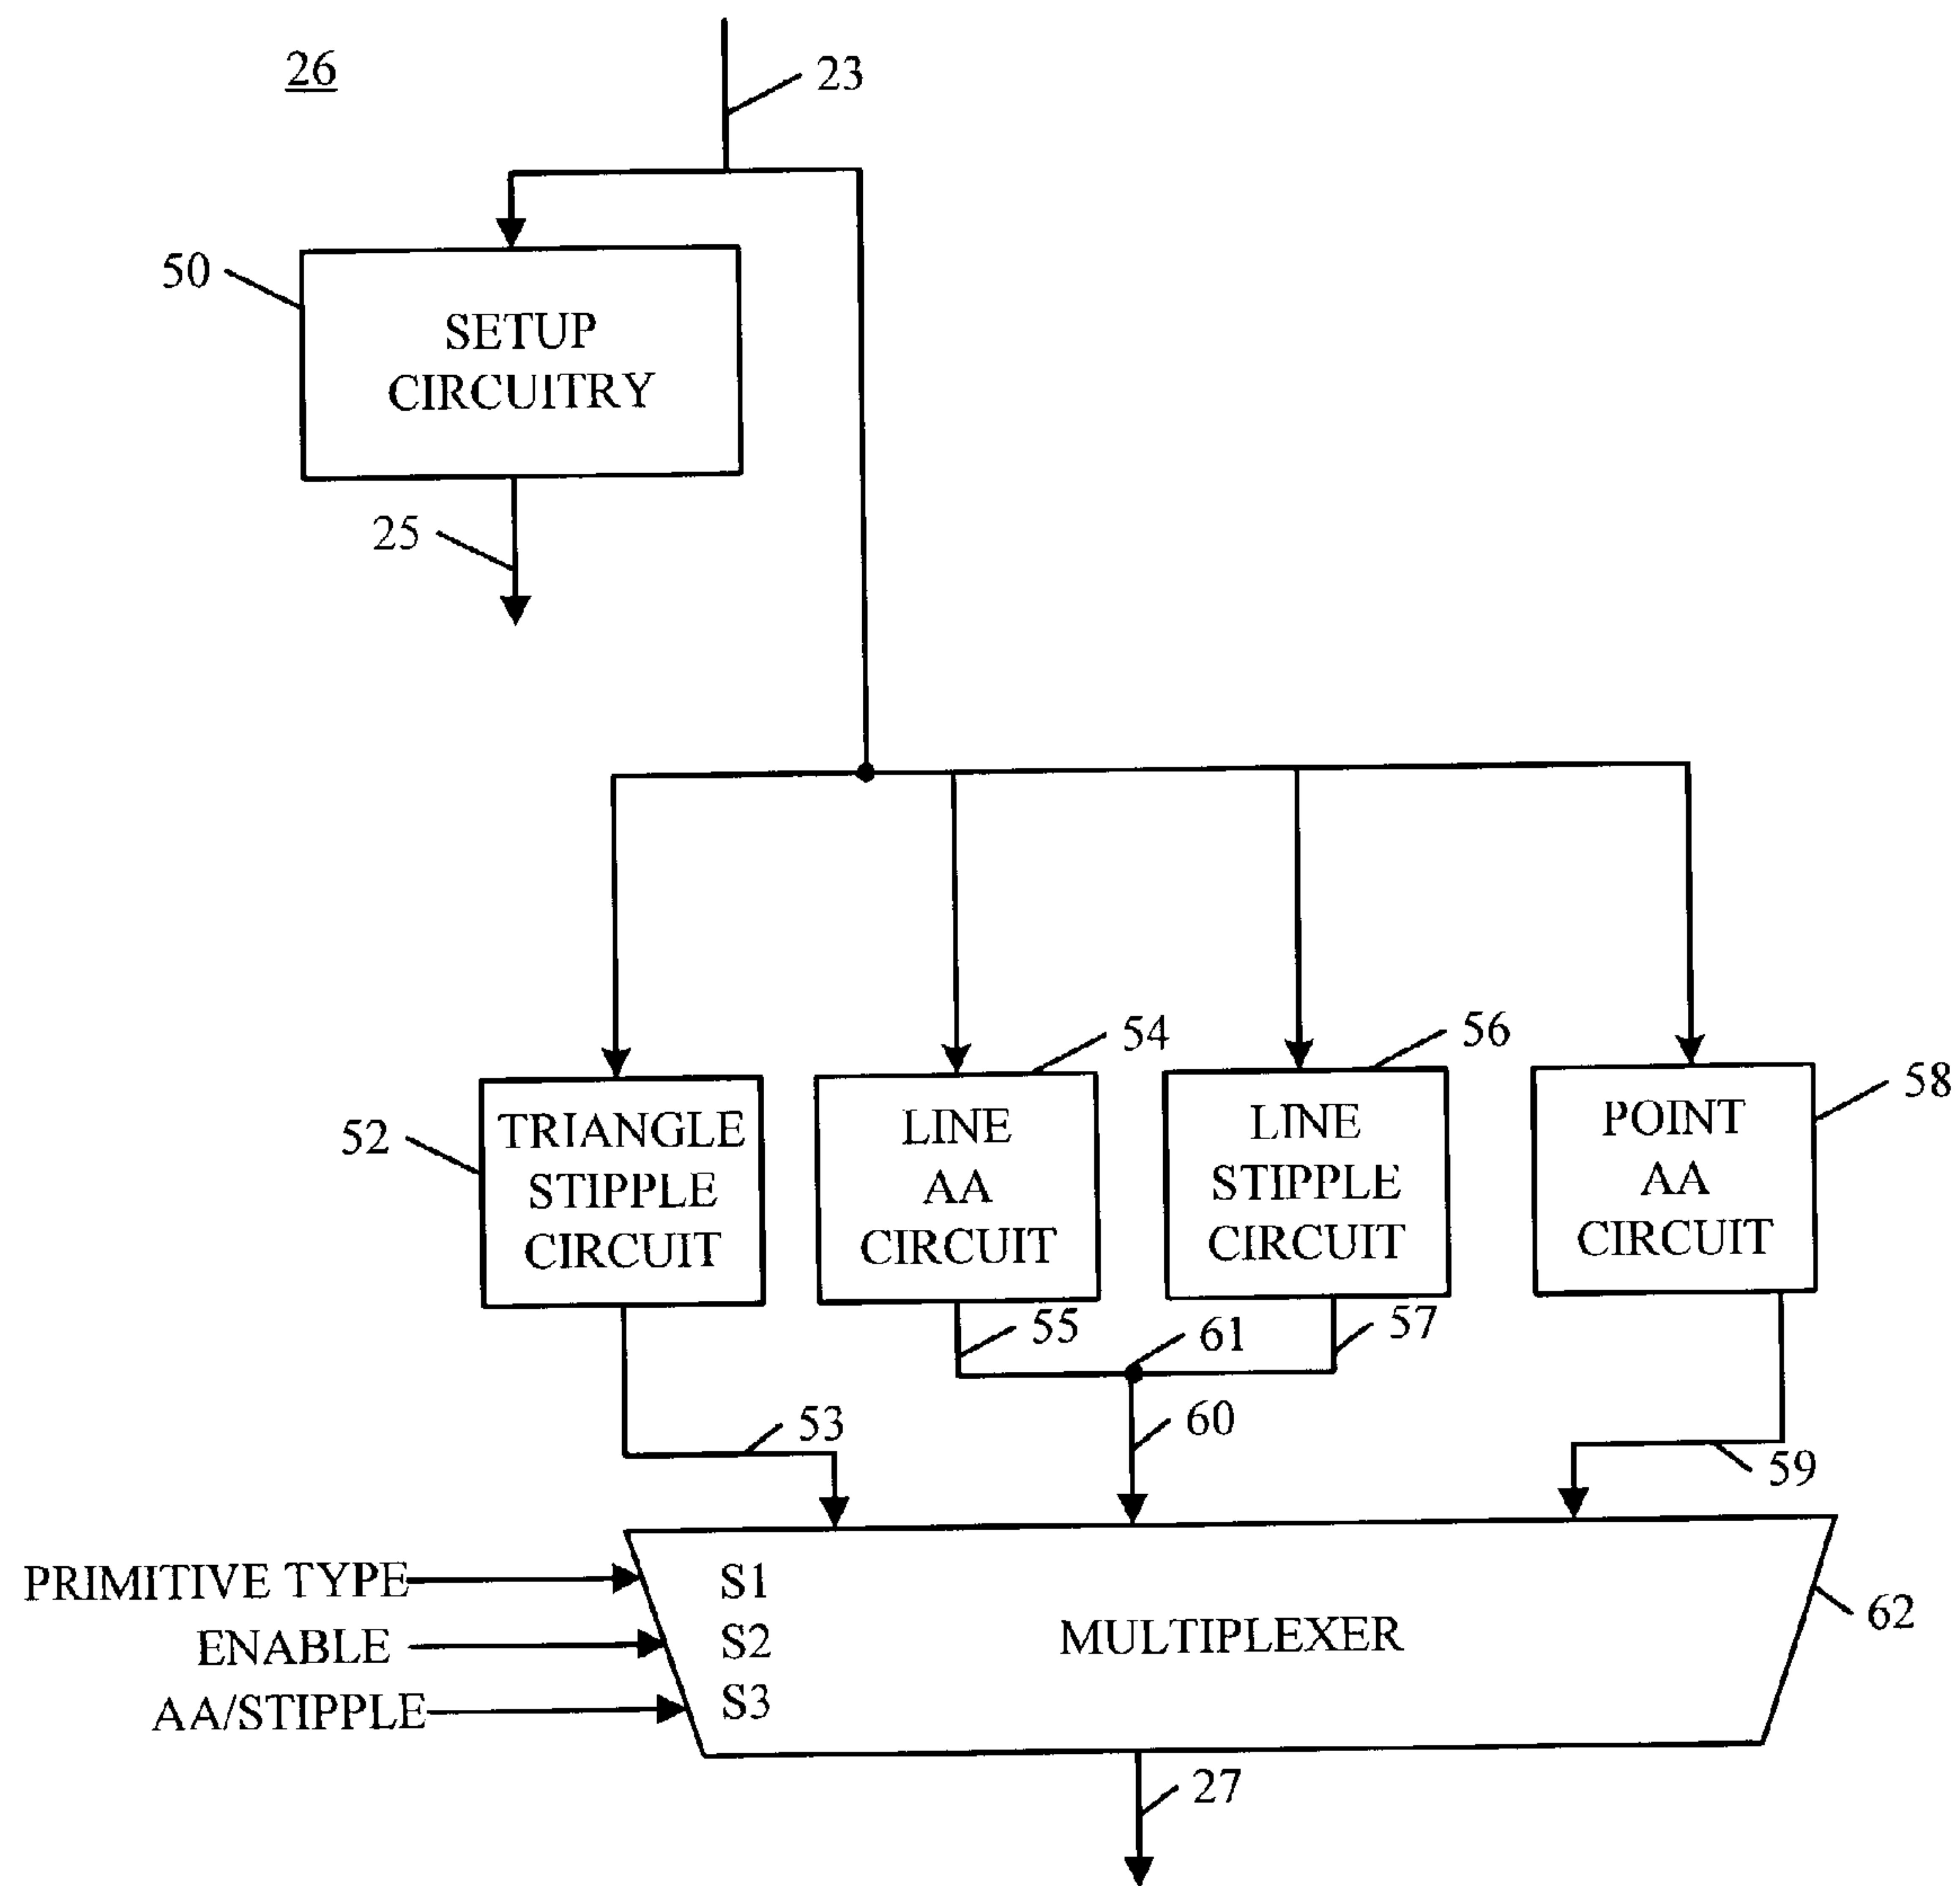 26
23
50
SETUP
CIRCUITRY
25
54
56
58
52
TRIANGLE
STIPPLE
CIRCUIT
LINE
AA
CIRCUIT
LINE
STIPPLE
CIRCUIT
POINT
AA
CIRCUIT
55
61
57
53
60
59
PRIMITIVE TYPE
ENABLE
AA/STIPPLE
S1
S2
S3
MULTIPLEXER
62
27